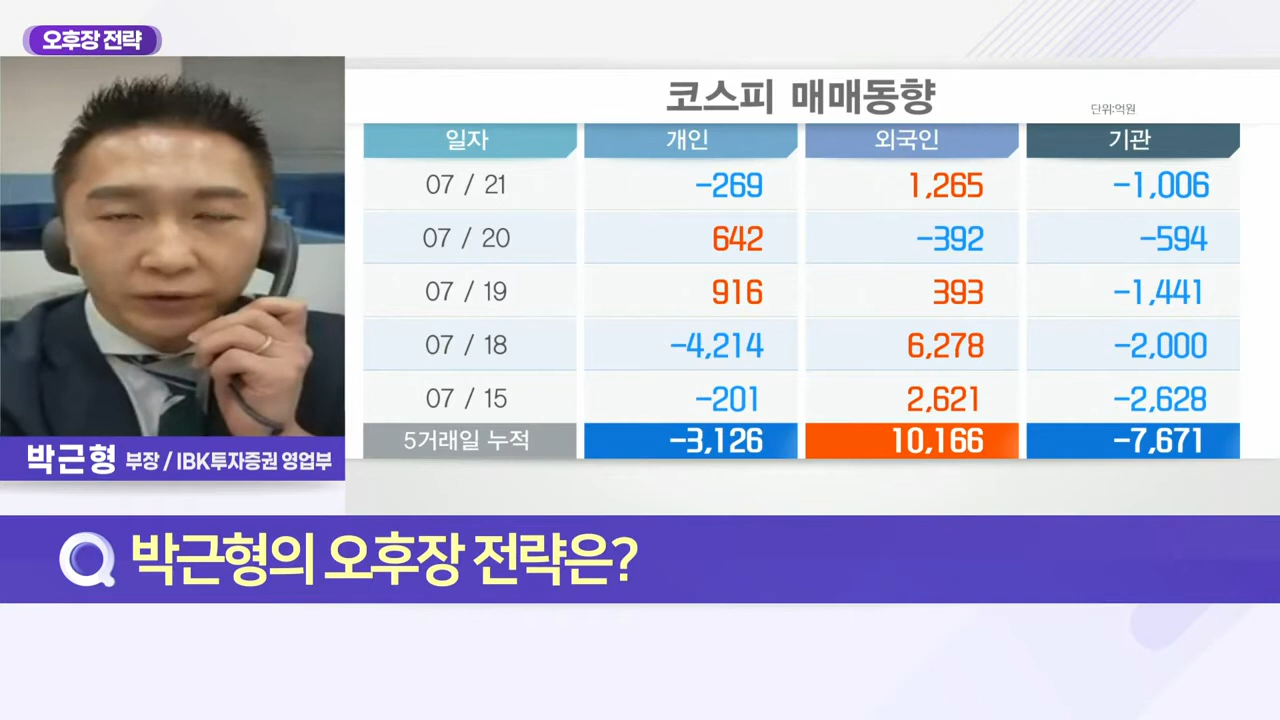 오후장 전략
코스피 매매동향
단위:억원
일자 개인 외국인 기관
07 / 21 -269 1,265 -1,006
07 / 20 642 -392 -594
07 / 19 916 393 -1,441
07 / 18 -4,214 6,278 -2,000
07 / 15 -201 2,621 -2,628
5거래일 누적 -3,126 10,166 -7,671
박근형 부장 / IBK투자증권 영업부
박근형의 오후장 전략은?